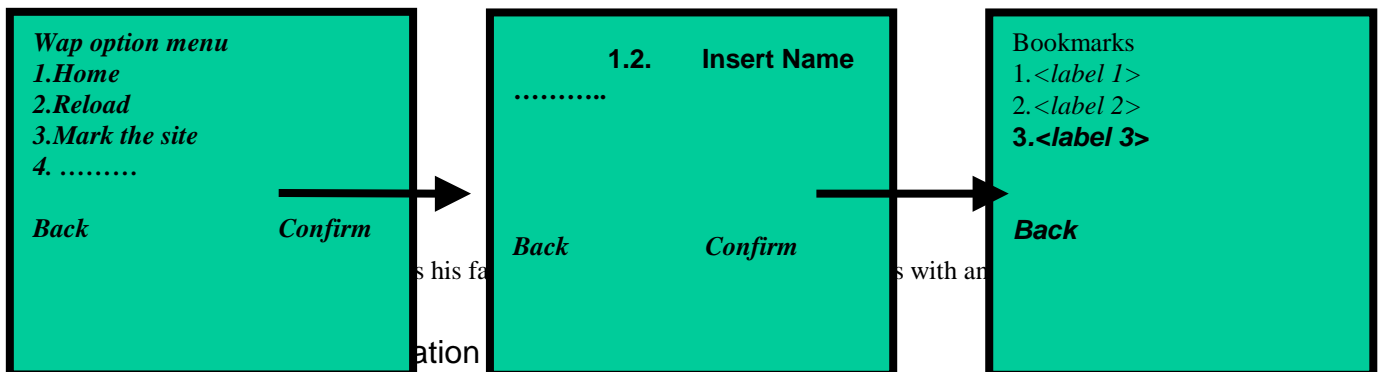 Wap option menu
1.Home
2.Reload
3.Mark the site
4. ………
Back Confirm
1.2. Insert Name
………..
Back Confirm
Bookmarks
1.<label 1>
2.<label 2>
3.<label 3>
Back
his fa
with an